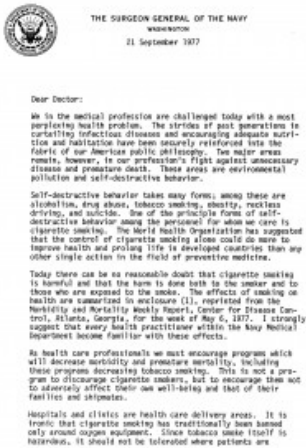 THE SURGEON GENERAL OF THE NAVY
WASHINGTON
21 September 1977
Dear Doctor:
We in the medical profession are challenged today with a most
perplexing health problem. The strides of past generations in
curtailing infectious diseases and encouraging adequate nutri-
tion and habitation have been securely reinforced into the
fabric of our American public philosophy. Two major areas
remain, however, in our profession's fight against unnecessary
disease and premature death. These areas are environmental
pollution and self-destructive behavior.
Self-destructive behavior takes many forms; among these are
alcoholism, drug abuse, tobacco smoking, obesity, reckless
driving, and suicide. One of the principle forms of self-
destructive behavior among the personnel for whom we care is
cigarette smoking. The World Health Organization has suggested
that the control of cigarette smoking alone could do more to
improve health and prolong life in developed countries than any
other single action in the field of preventive medicine.
Today there can be no reasonable doubt that cigarette smoking
is harmful and that the harm is done both to the smoker and to
those who are exposed to the smoke. The effects of smoking on
health are summarized in enclosure (1), reprinted from the
Morbidity and Mortality Weekly Report, Center for Disease Con-
trol, Atlanta, Georgia, for the week of May 6, 1977. I strongly
suggest that every health practitioner within the Navy Medical
Department become familiar with these effects.
As health care professionals we must encourage programs which
will decrease morbidity and premature mortality, including
these programs decreasing tobacco smoking. This is not a pro-
gram to discourage cigarette smokers, but to encourage them not
to adversely affect their own well-being and that of their
families and shipmates.
Hospitals and clinics are health care delivery areas. It is
ironic that cigarette smoking has traditionally been banned
only around oxygen equipment. Since tobacco smoke itself is
hazardous, it should not be tolerated where patients are